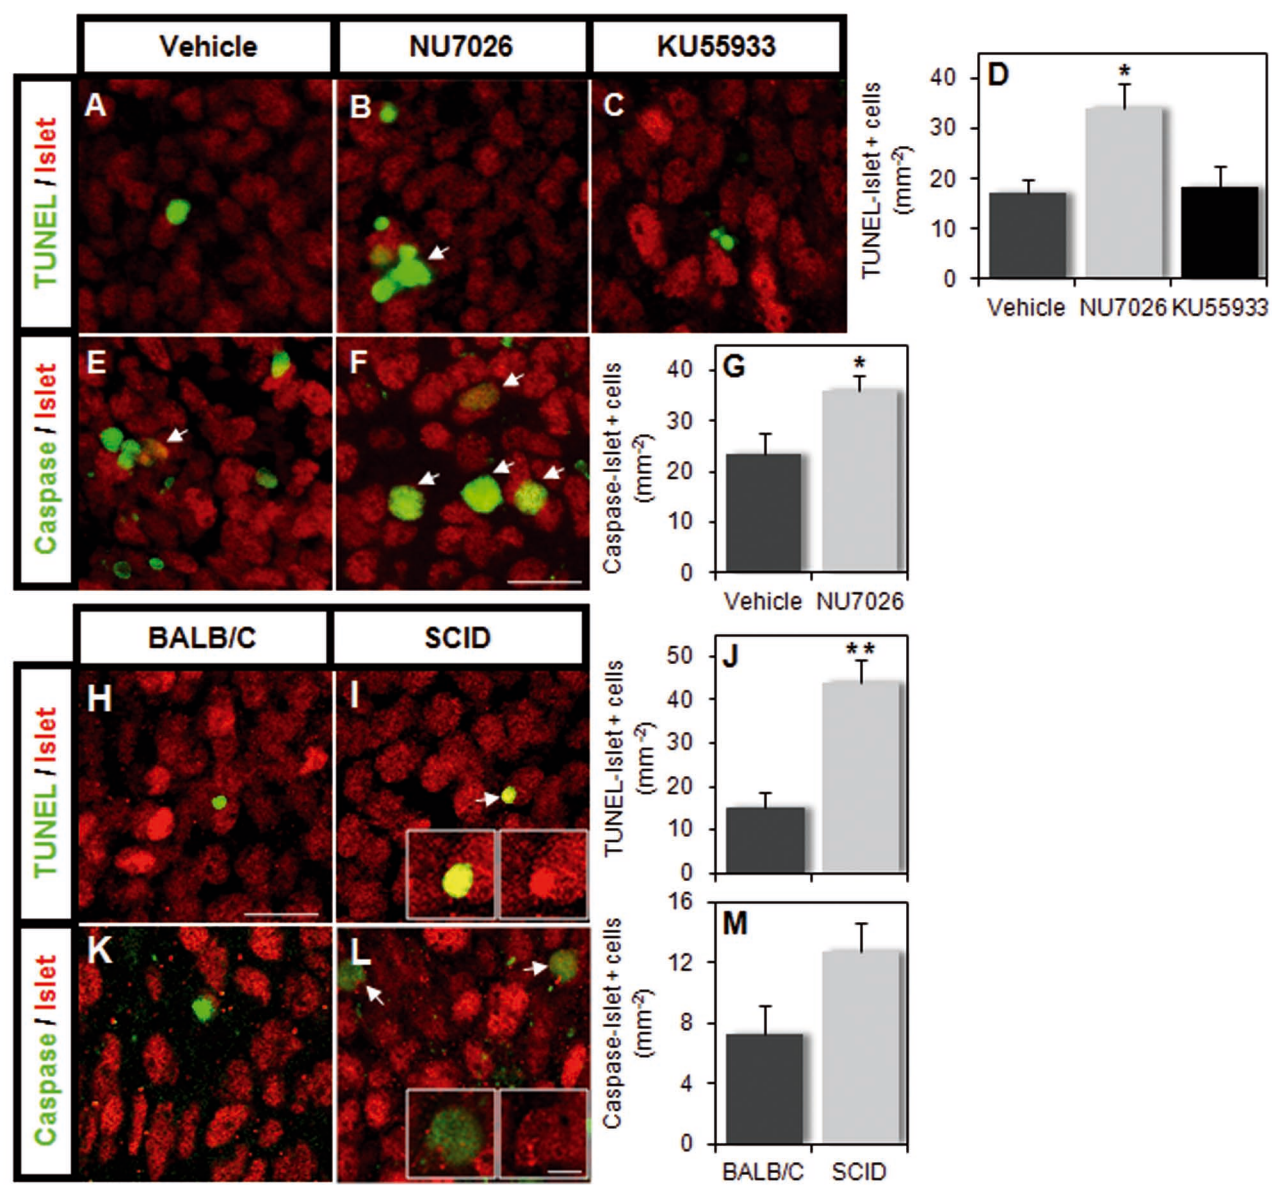 Vehicle
NU7026
KU55933
TUNEL / Islet
A
B
C
D
TUNEL-Islet + cells
(mm-2)
40
30
20
10
0
*
Vehicle
NU7026
KU55933
Caspase / Islet
E
F
G
Caspase-Islet + cells
(mm-2)
40
30
20
10
0
*
Vehicle
NU7026
BALB/C
SCID
TUNEL / Islet
H
I
J
TUNEL-Islet + cells
(mm-2)
50
40
30
20
10
0
**
Caspase / Islet
K
L
M
Caspase-Islet + cells
(mm-2)
16
12
8
4
0
BALB/C
SCID